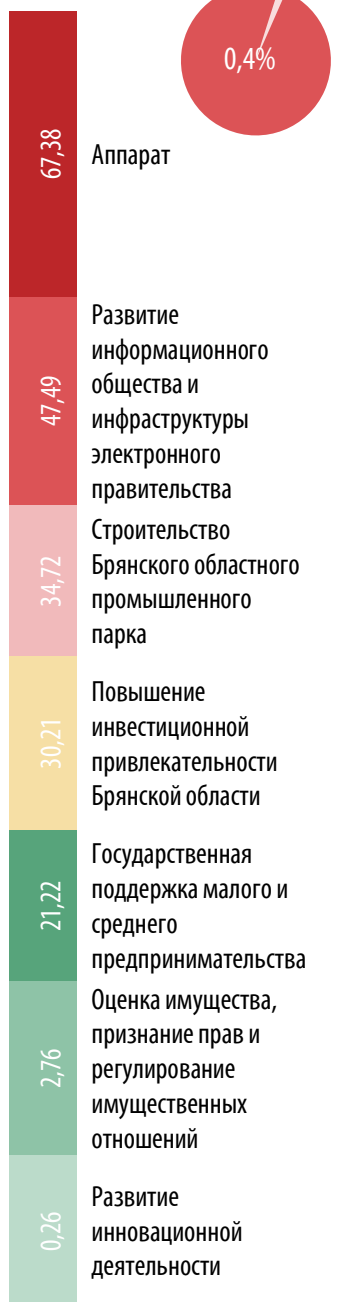 0,4%
67,38
Аппарат
47,49
Развитие
информационного
общества и
инфраструктуры
электронного
правительства
34,72
Строительство
Брянского областного
промышленного
парка
30,21
Повышение
инвестиционной
привлекательности
Брянской области
21,22
Государственная
поддержка малого и
среднего
предпринимательства
2,76
Оценка имущества,
признание прав и
регулирование
имущественных
отношений
0,26
Развитие
инновационной
деятельности